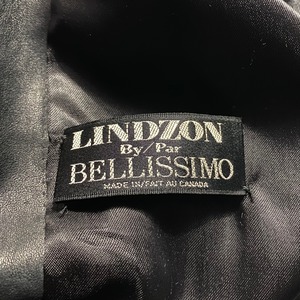 LINDZON
By/Par
BELLISSIMO
MADE IN/FAIT AU CANADA